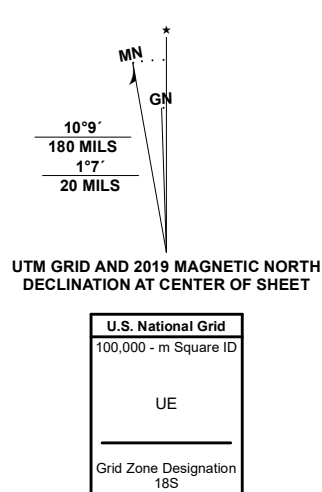 MN
GN
10°9´
180 MILS
1°7´
20 MILS
UTM GRID AND 2019 MAGNETIC NORTH
DECLINATION AT CENTER OF SHEET
U.S. National Grid
100,000 - m Square ID
UE
Grid Zone Designation
18S